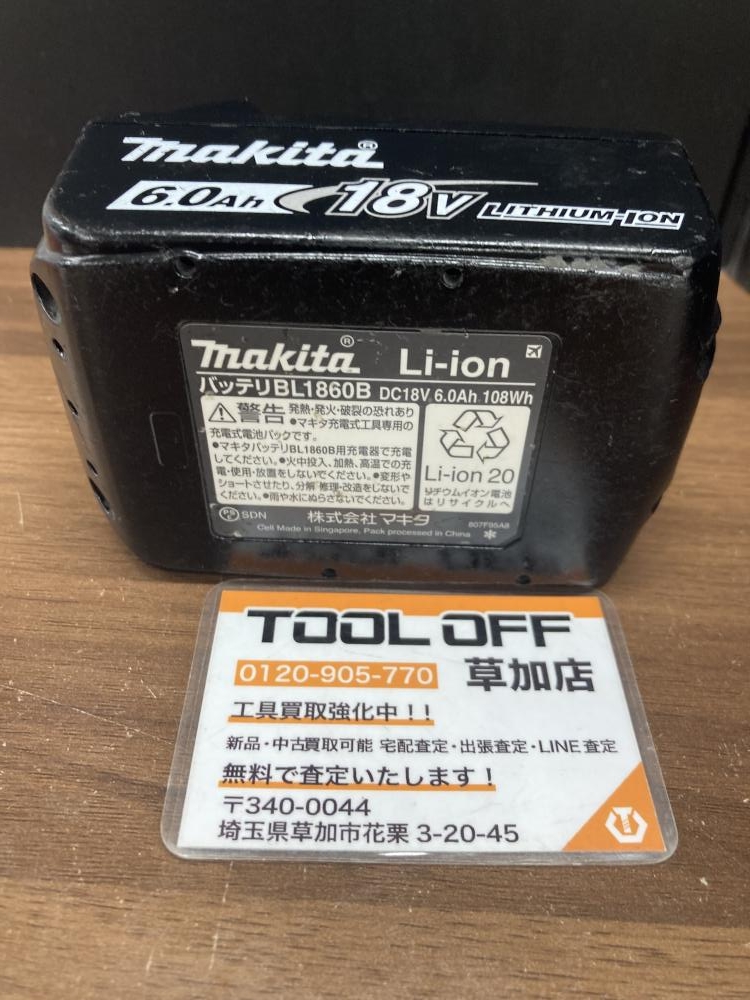 makita®
6.0Ah 18V LITHIUM-ION
makita® Li-ion
バッテリBL1860B DC18V 6.0Ah 108Wh
警告 発熱・発火・破裂の恐れあり
●マキタ充電式工具専用の
充電式電池パックです。
●マキタバッテリBL1860B用充電器で充電
してください。●火中投入、加熱、高温での充
電・使用・放置をしないでください。●変形や
ショートさせたり、分解・修理・改造をしないで
ください。●雨や水にぬらさないでください。
Li-ion 20
リチウムイオン電池
はリサイクルへ
PSE SDN 株式会社マキタ 807F95A8
Cell Made in Singapore, Pack processed in China
TOOL OFF
0120-905-770 草加店
工具買取強化中!!
新品・中古買取可能 宅配査定・出張査定・LINE査定
無料で査定いたします!
〒340-0044
埼玉県草加市花栗 3-20-45